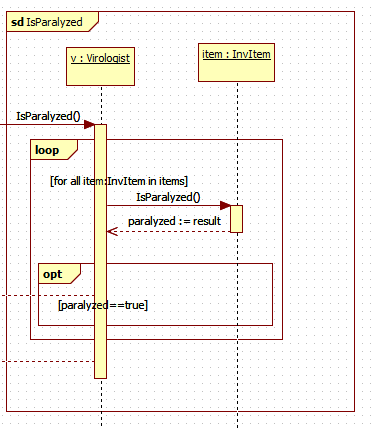 sd IsParalyzed
v : Virologist
item : InvItem
IsParalyzed()
loop
[for all item:InvItem in items]
IsParalyzed()
paralyzed := result
opt
[paralyzed==true]